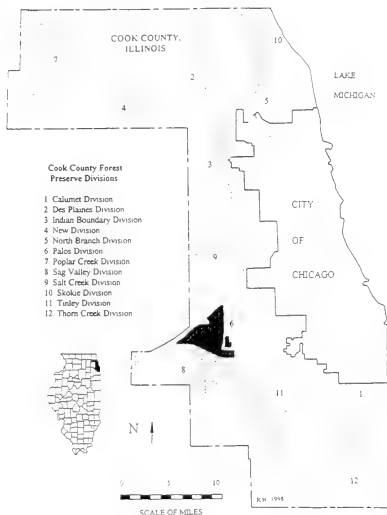 COOK COUNTY,
ILLINOIS
10
7
2
LAKE
MICHIGAN
4
5
3
Cook County Forest
Preserve Divisions
1 Calumet Division
2 Des Plaines Division
3 Indian Boundary Division
4 New Division
5 North Branch Division
6 Palos Division
7 Poplar Creek Division
8 Sag Valley Division
9 Salt Creek Division
10 Skokie Division
11 Tinley Division
12 Thorn Creek Division
CITY
OF
CHICAGO
9
6
8
11
1
N
12
0 5 10
RW 1998
SCALE OF MILES